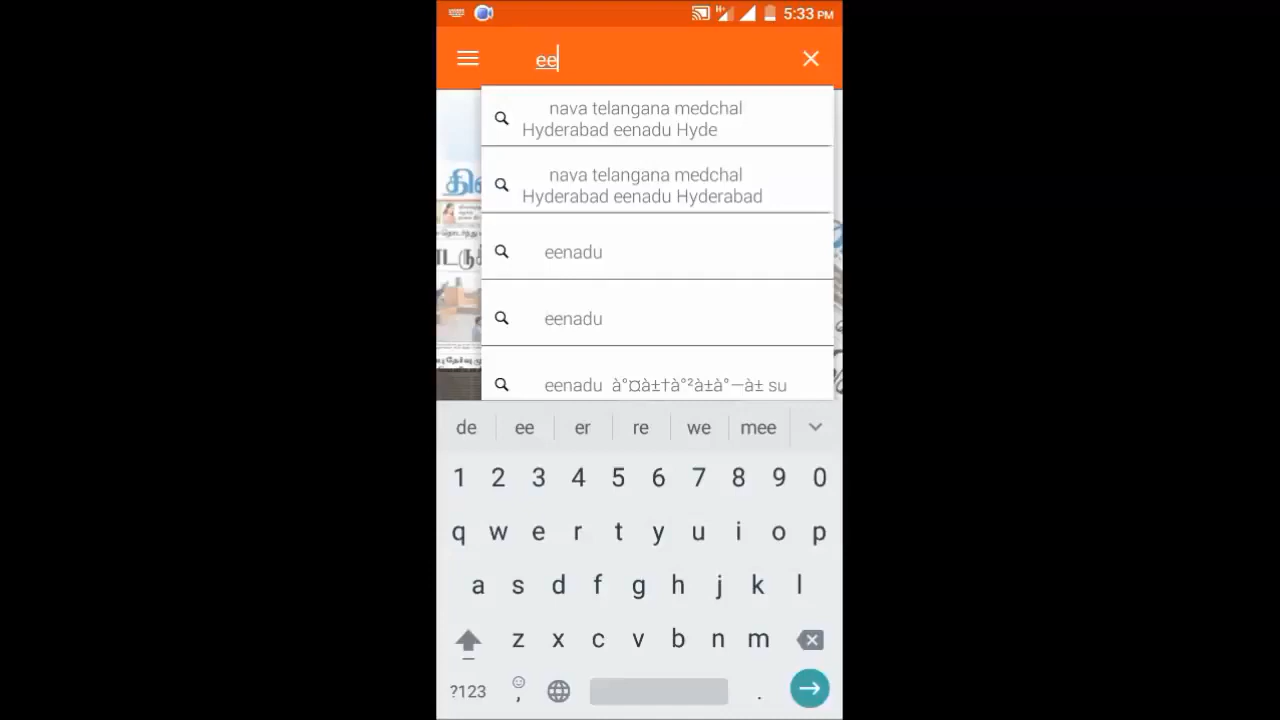 5:33 PM
ee
nava telangana medchal
Hyderabad eenadu Hyde
nava telangana medchal
Hyderabad eenadu Hyderabad
eenadu
eenadu
eenadu à°¤à±†à°²à±à°—à± su
de ee er re we mee
1 2 3 4 5 6 7 8 9 0
q w e r t y u i o p
a s d f g h j k l
z x c v b n m
?123 , .